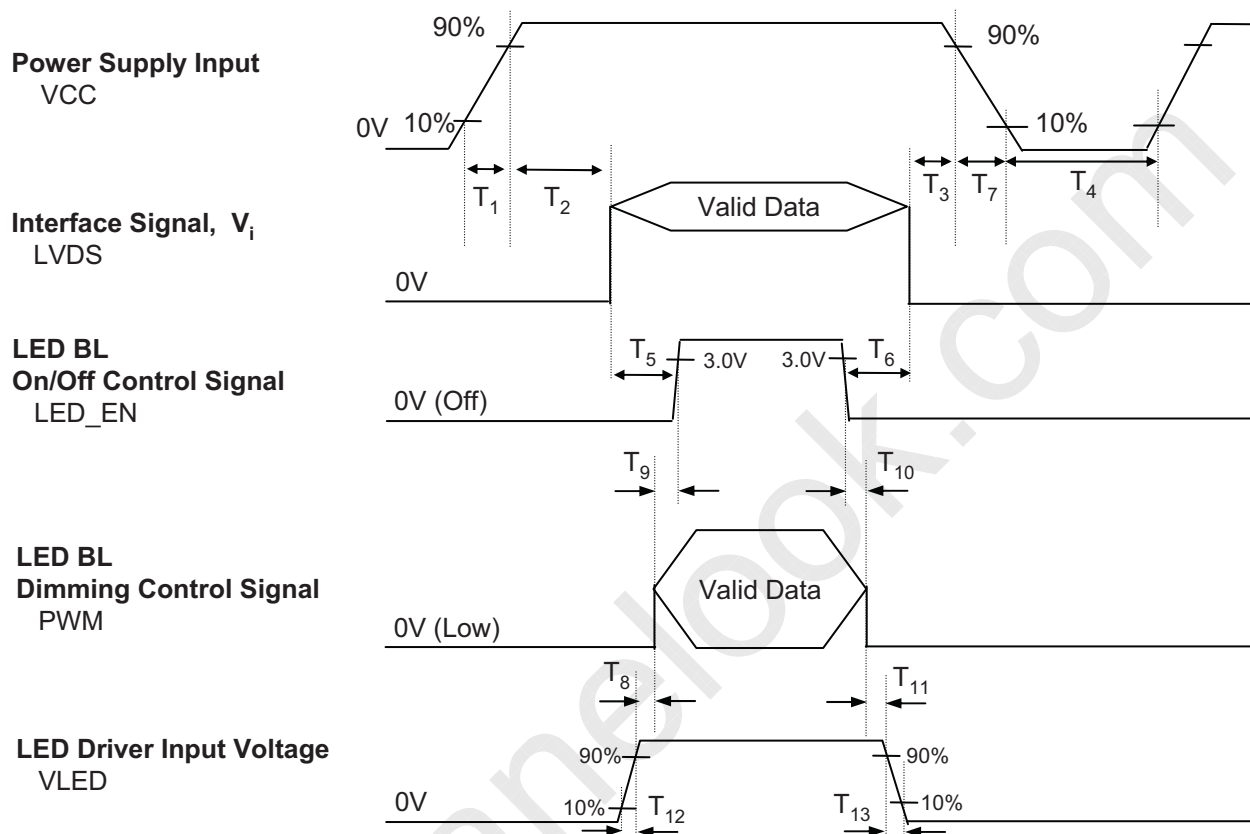 90%
90%
Power Supply Input
VCC
0V
10%
10%
T1
T2
T3
T7
T4
Interface Signal, Vi
LVDS
Valid Data
0V
LED BL
On/Off Control Signal
LED_EN
T5
3.0V
3.0V
T6
0V (Off)
T9
T10
LED BL
Dimming Control Signal
PWM
Valid Data
0V (Low)
T8
T11
LED Driver Input Voltage
VLED
90%
90%
0V
10%
T12
T13
10%
anelook.com